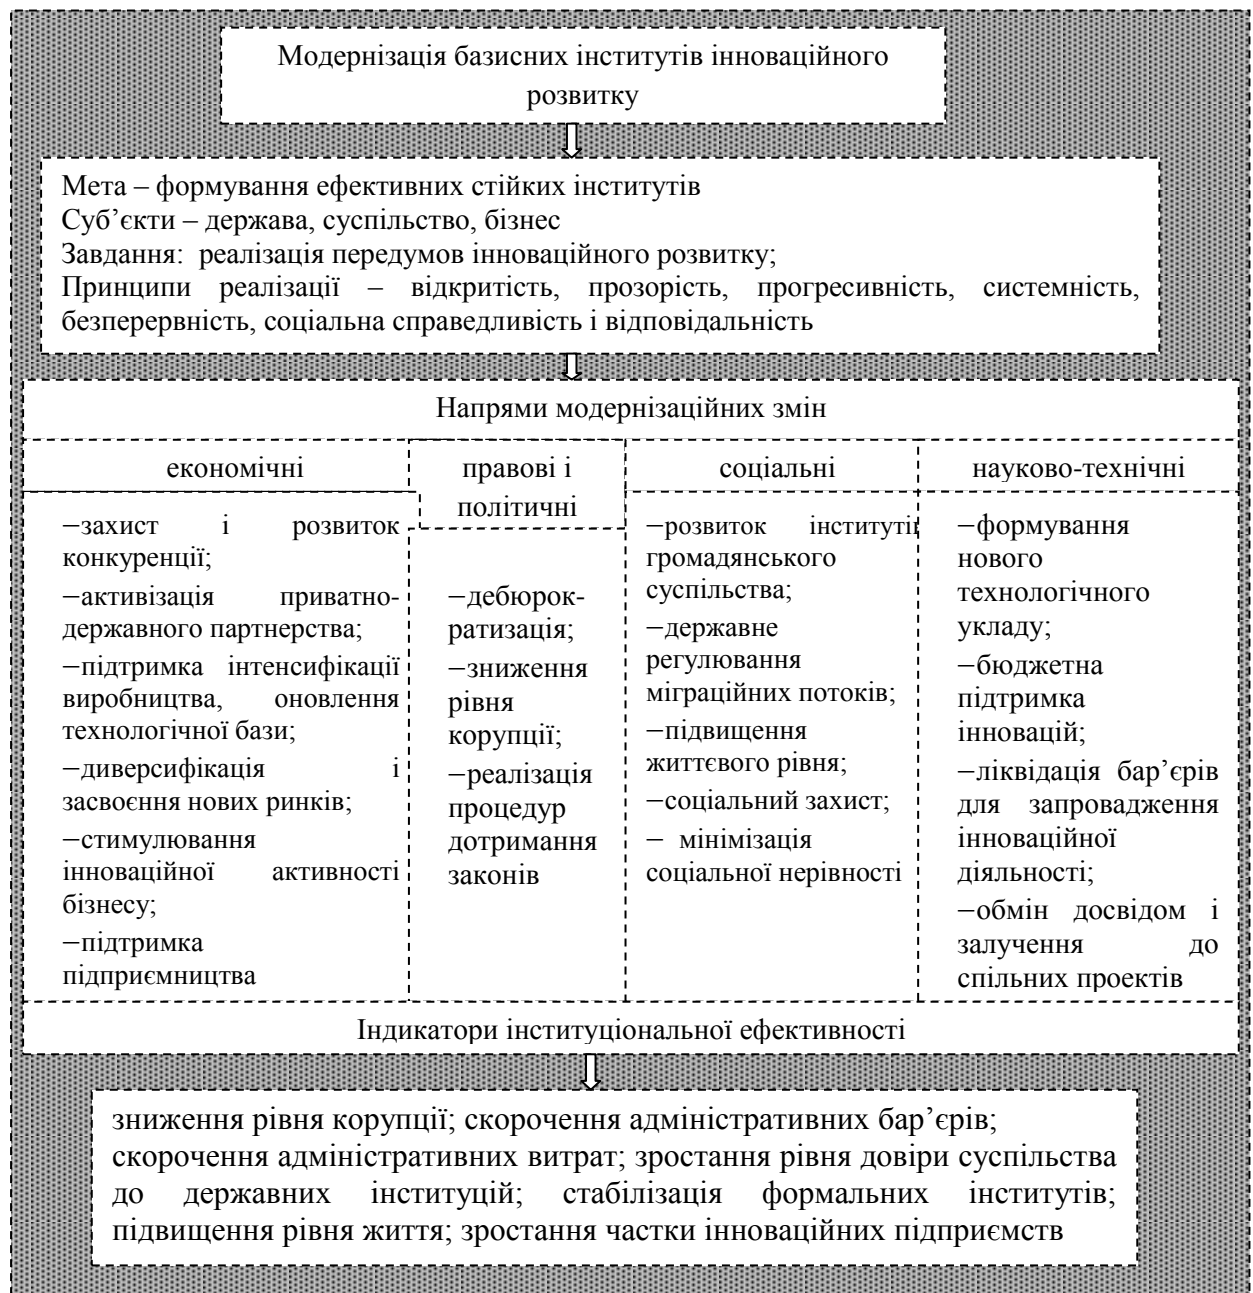 Модернізація базисних інститутів інноваційного
розвитку
Мета – формування ефективних стійких інститутів
Суб’єкти – держава, суспільство, бізнес
Завдання: реалізація передумов інноваційного розвитку;
Принципи реалізації – відкритість, прозорість, прогресивність, системність,
безперервність, соціальна справедливість і відповідальність
Напрями модернізаційних змін
економічні
−захист і розвиток
конкуренції;
−активізація приватно-
державного партнерства;
−підтримка інтенсифікації
виробництва, оновлення
технологічної бази;
−диверсифікація і
засвоєння нових ринків;
−стимулювання
інноваційної активності
бізнесу;
−підтримка
підприємництва
правові і
політичні
−дебюрок-
ратизація;
−зниження
рівня
корупції;
−реалізація
процедур
дотримання
законів
соціальні
−розвиток інституті
громадянського
суспільства;
−державне
регулювання
міграційних потоків;
−підвищення
життєвого рівня;
−соціальний захист;
− мінімізація
соціальної нерівності
науково-технічні
−формування
нового
технологічного
укладу;
−бюджетна
підтримка
інновацій;
−ліквідація бар’єрів
для запровадження
інноваційної
діяльності;
−обмін досвідом і
залучення до
спільних проектів
Індикатори інституціональної ефективності
зниження рівня корупції; скорочення адміністративних бар’єрів;
скорочення адміністративних витрат; зростання рівня довіри суспільства
до державних інституцій; стабілізація формальних інститутів;
підвищення рівня життя; зростання частки інноваційних підприємств